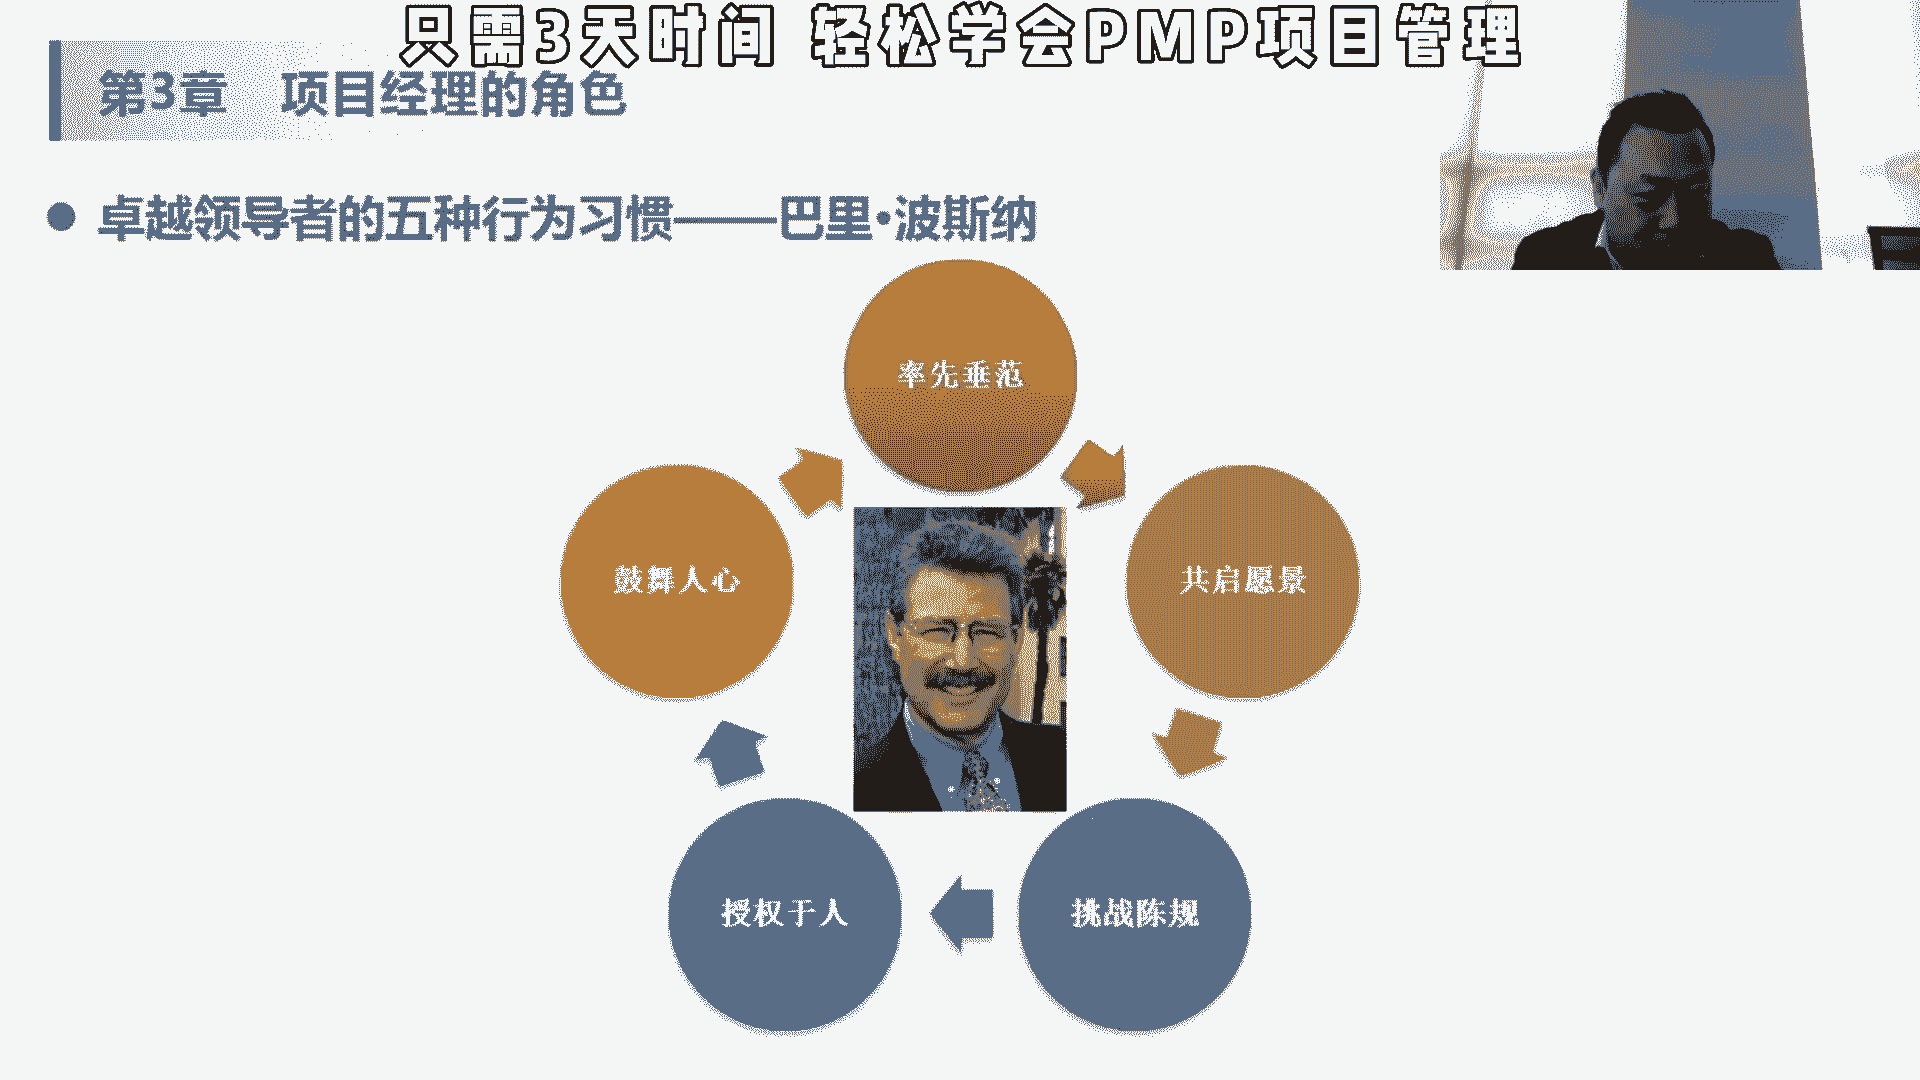 只需3天时间 轻松学会PMP项目管理
第3章 项目经理的角色
● 卓越领导者的五种行为习惯——巴里·波斯纳
率先垂范
鼓舞人心
共启愿景
授权于人
挑战陈规